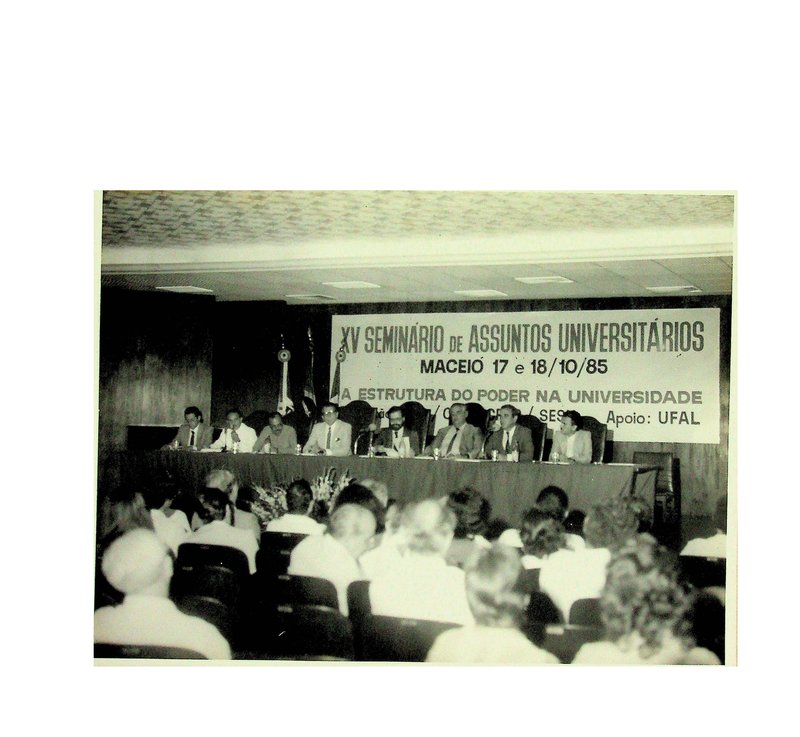 XV SEMINÁRIO DE ASSUNTOS UNIVERSITÁRIOS
MACEIÓ 17 e 18/10/85
A ESTRUTURA DO PODER NA UNIVERSIDADE
Apoio: UFAL